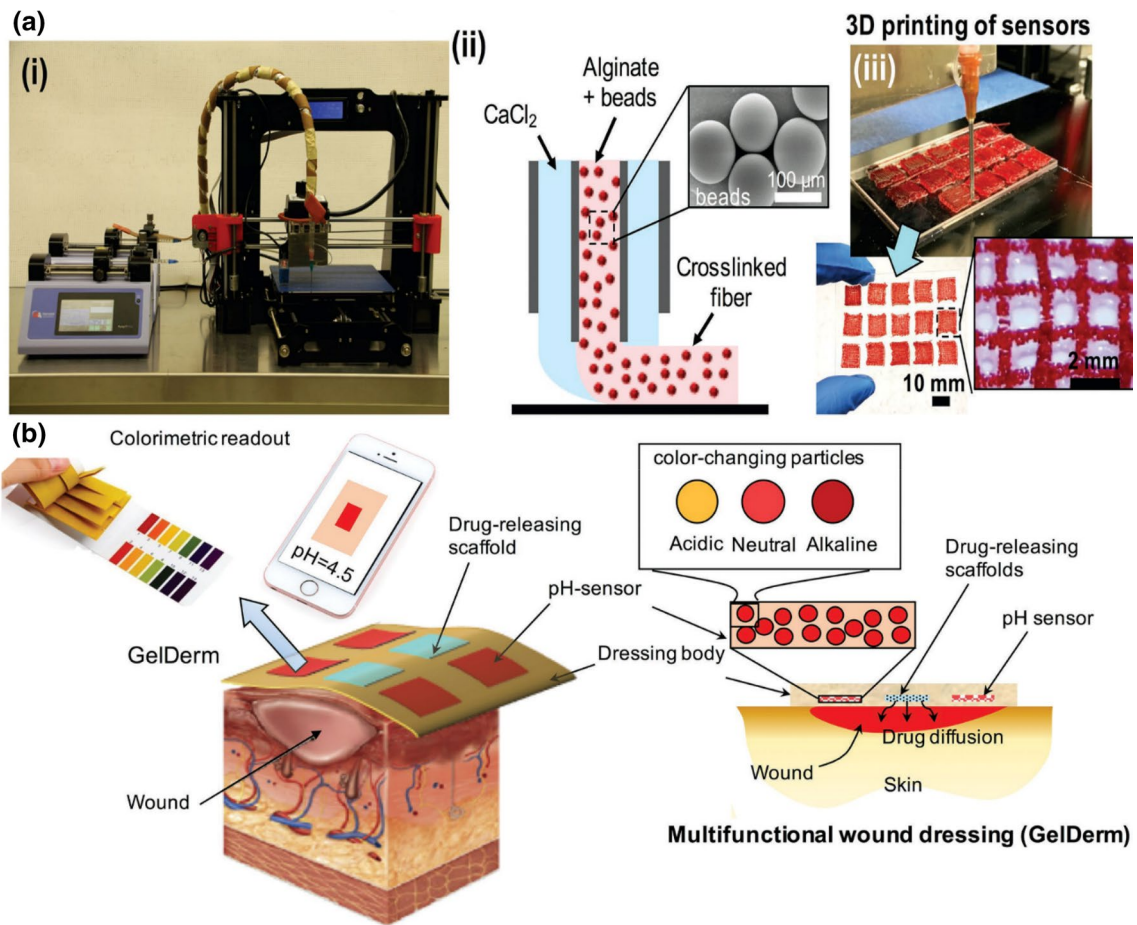 (a)
(i)
(ii)
Alginate
+ beads
CaCl₂
beads
100 µm
Crosslinked
fiber
3D printing of sensors
(iii)
10 mm
2 mm
(b)
Colorimetric readout
pH=4.5
Drug-releasing
scaffold
pH-sensor
GelDerm
Dressing body
Wound
color-changing particles
Acidic Neutral Alkaline
Drug-releasing
scaffolds
pH sensor
Drug diffusion
Wound
Skin
Multifunctional wound dressing (GelDerm)